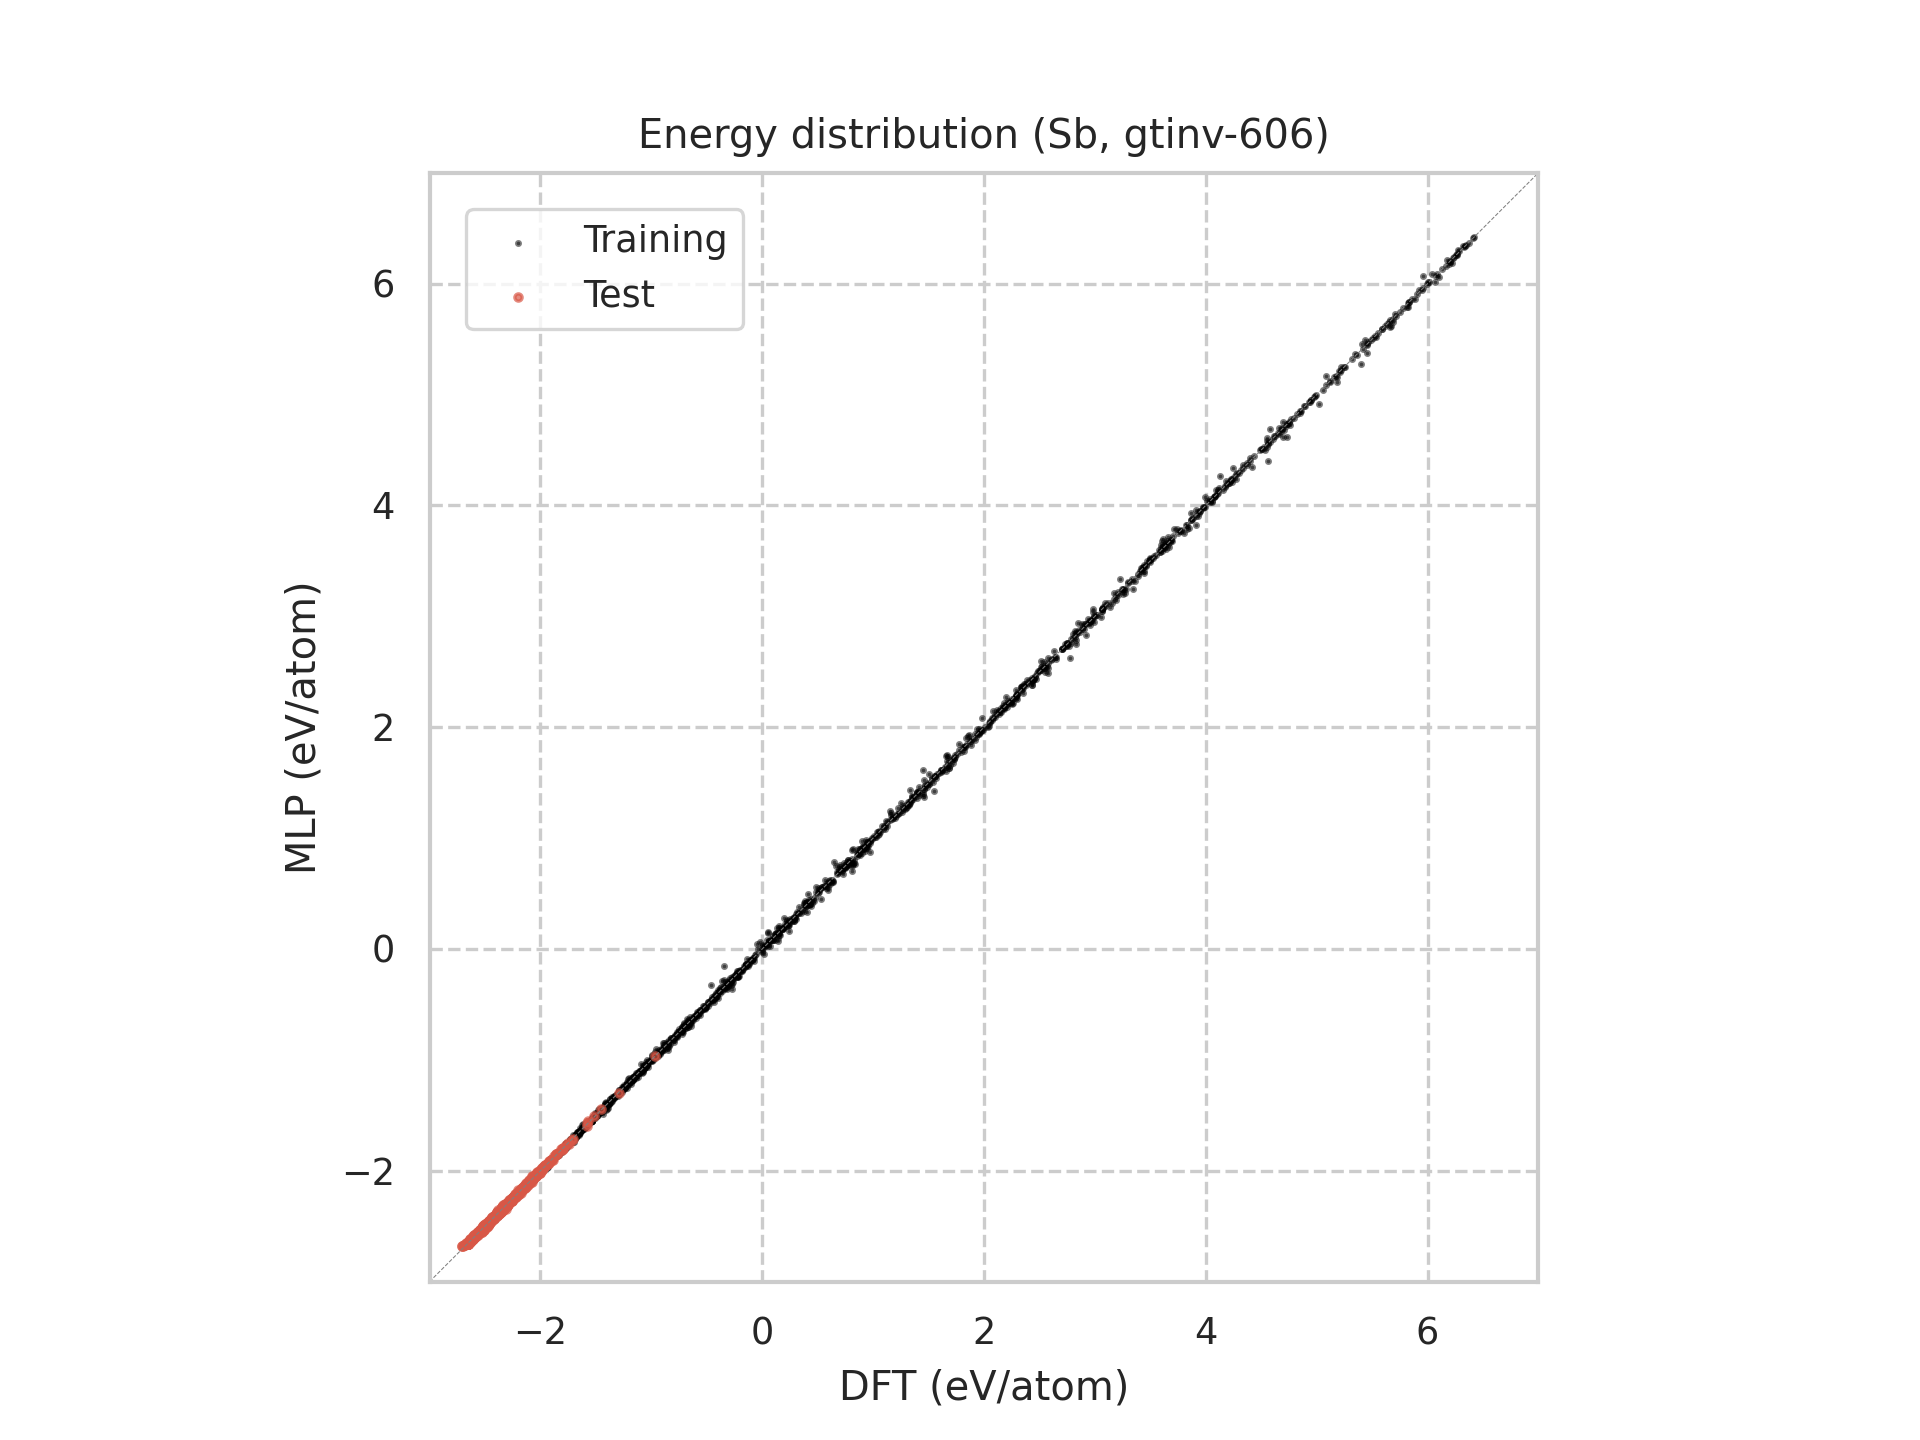 Energy distribution (Sb, gtinv-606)
Training
Test
6
4
2
0
−2
MLP (eV/atom)
−2 0 2 4 6
DFT (eV/atom)